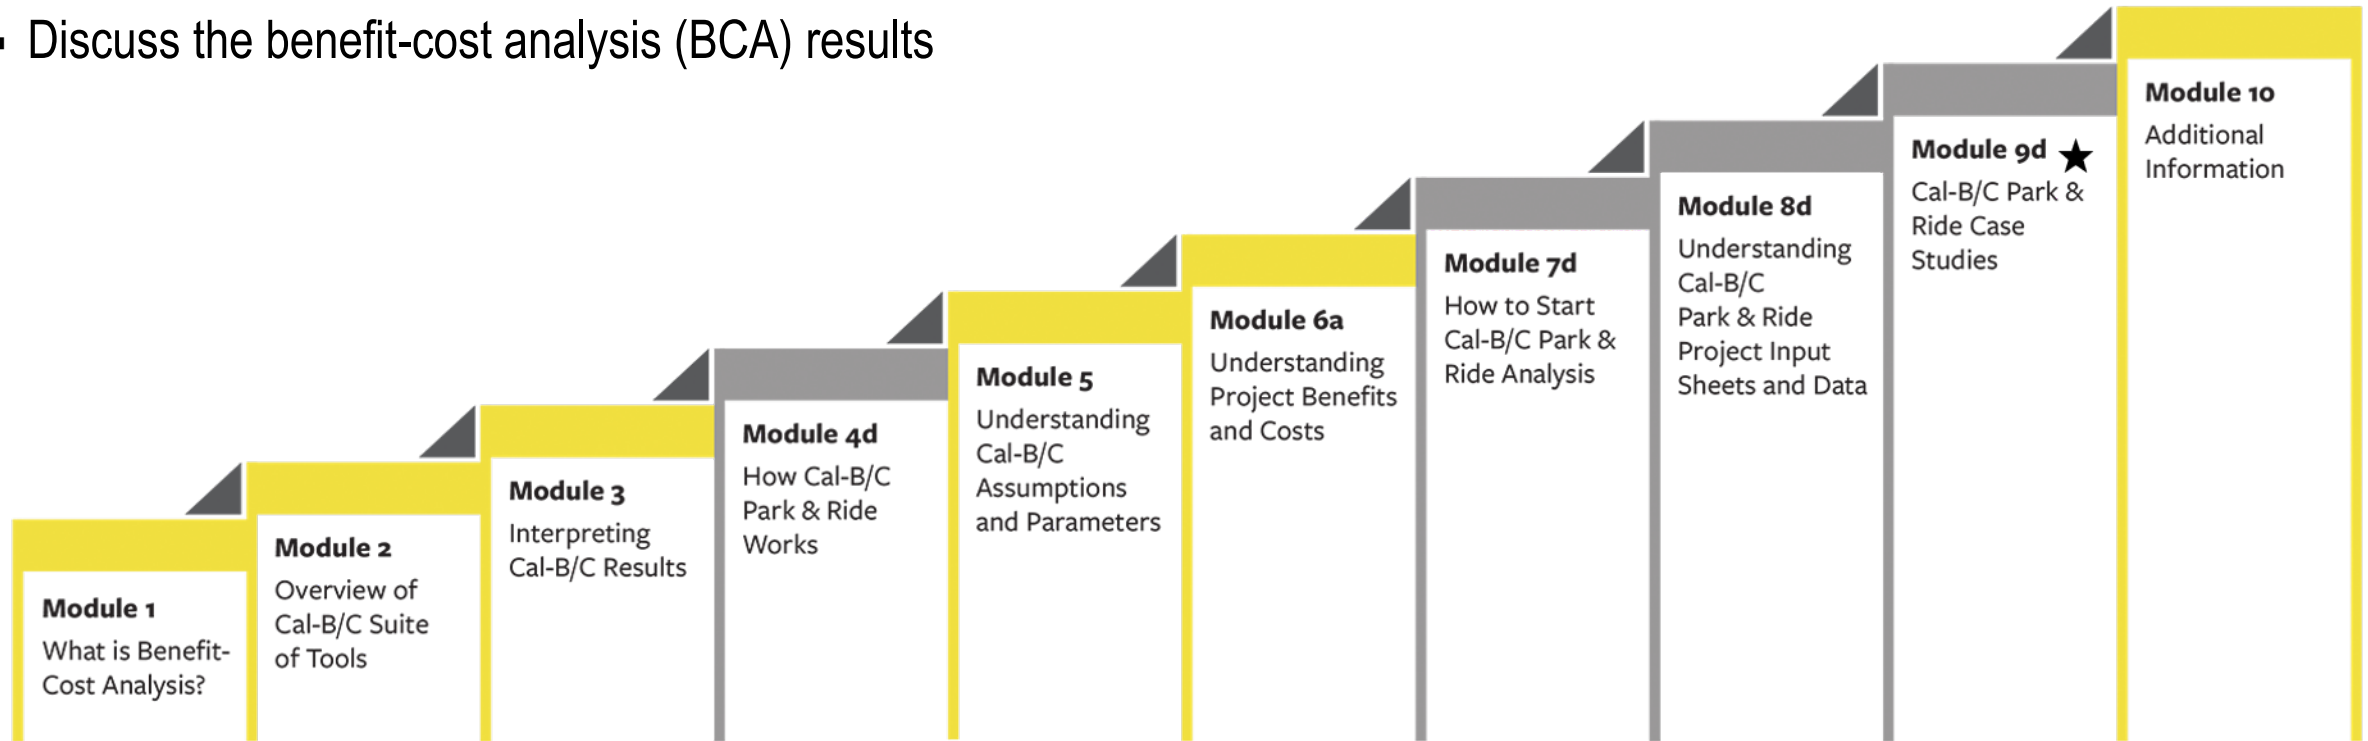 ▪ Discuss the benefit-cost analysis (BCA) results
Module 1
What is Benefit-
Cost Analysis?
Module 2
Overview of
Cal-B/C Suite
of Tools
Module 3
Interpreting
Cal-B/C Results
Module 4d
How Cal-B/C
Park & Ride
Works
Module 5
Understanding
Cal-B/C
Assumptions
and Parameters
Module 6a
Understanding
Project Benefits
and Costs
Module 7d
How to Start
Cal-B/C Park &
Ride Analysis
Module 8d
Understanding
Cal-B/C
Park & Ride
Project Input
Sheets and Data
Module 9d ★
Cal-B/C Park &
Ride Case
Studies
Module 10
Additional
Information